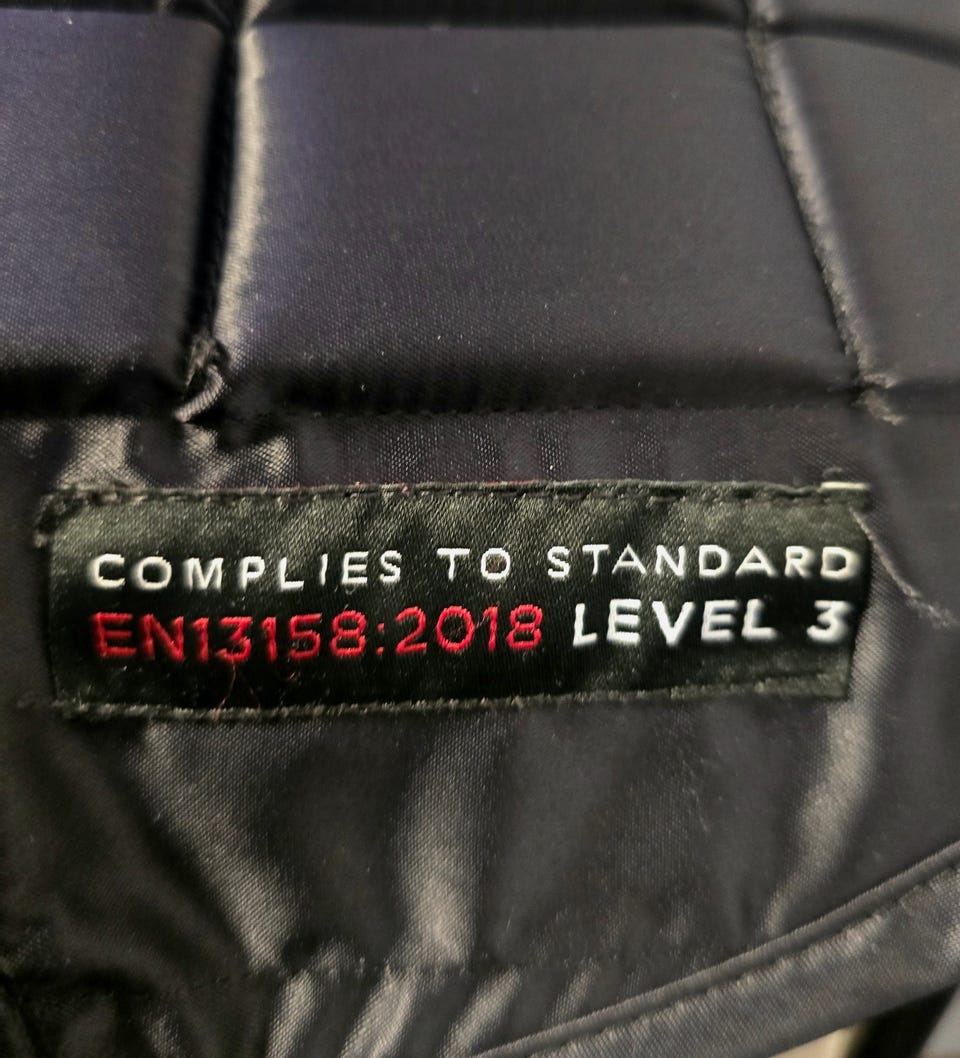 COMPLIES TO STANDARD
EN13158:2018 LEVEL 3